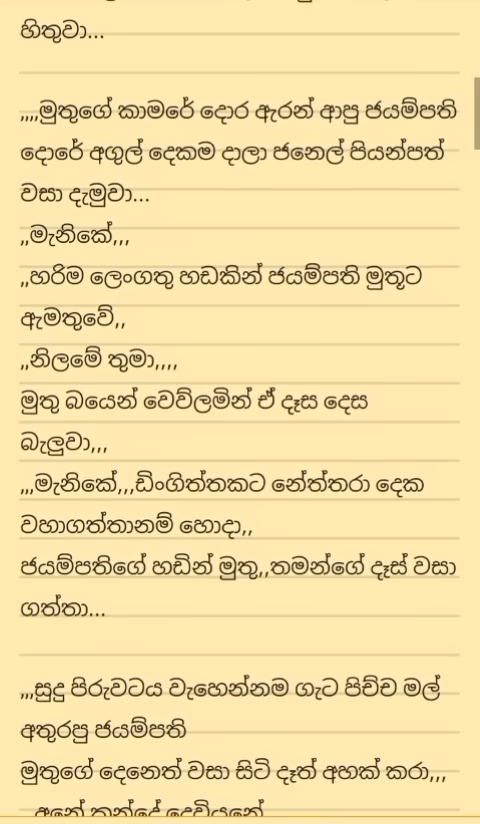 හිතුවා...
,,,,මුතුගේ කාමරේ දොර ඇරන් ආපු ජයම්පති
දොරේ අගුල් දෙකම දාලා ජනෙල් පියන්පත්
වසා දැමුවා...
,,මැනිකේ,,,
,,හරිම ලෙංගතු හඩකින් ජයම්පති මුතූට
ඇමතුවේ,,
,,නිලමේ තුමා,,,,
මුතු බයෙන් වෙව්ලමින් ඒ දෑස දෙස
බැලුවා,,,
,,,මැනිකේ,,,ඩිංගිත්තකට නේත්තරා දෙක
වහාගත්තානම් හොදා,,
ජයම්පතිගේ හඩින් මුතු,,තමන්ගේ දෑස් වසා
ගත්තා...
,,,සුදු පිරුවටය වැහෙන්නම ගැට පිච්ච මල්
අතුරපු ජයම්පති
මුතුගේ දෙනෙත් වසා සිටි දෑත් අහක් කරා,,,